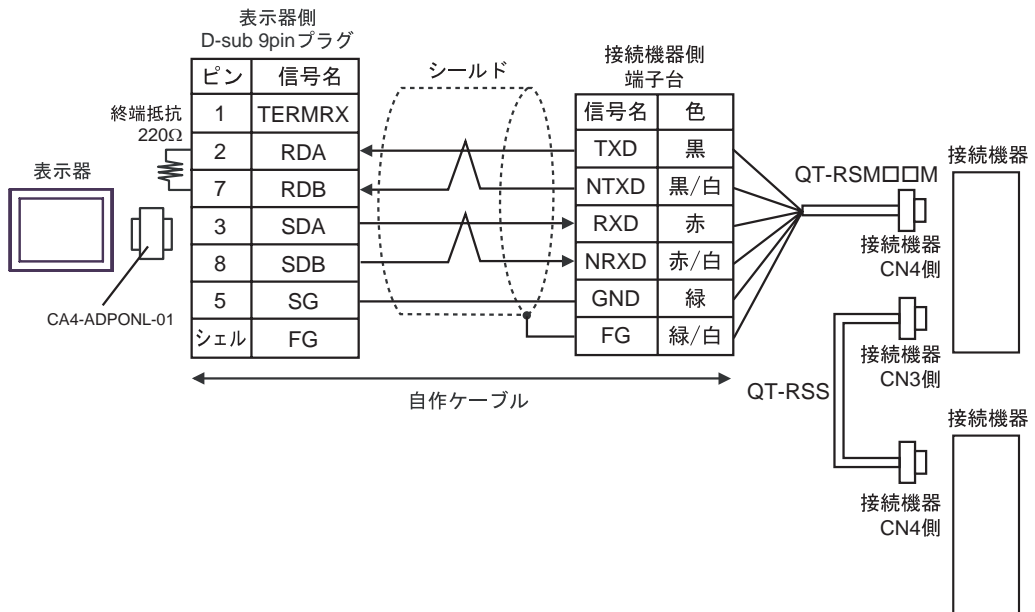 表示器側
D-sub 9pinプラグ
ピン 信号名
1 TERMRX
2 RDA
7 RDB
3 SDA
8 SDB
5 SG
シェル FG
終端抵抗
220Ω
表示器
CA4-ADPONL-01
シールド
接続機器側
端子台
信号名 色
TXD 黒
NTXD 黒/白
RXD 赤
NRXD 赤/白
GND 緑
FG 緑/白
自作ケーブル
QT-RSM□□M
接続機器
接続機器
CN4側
接続機器
CN3側
QT-RSS
接続機器
接続機器
CN4側